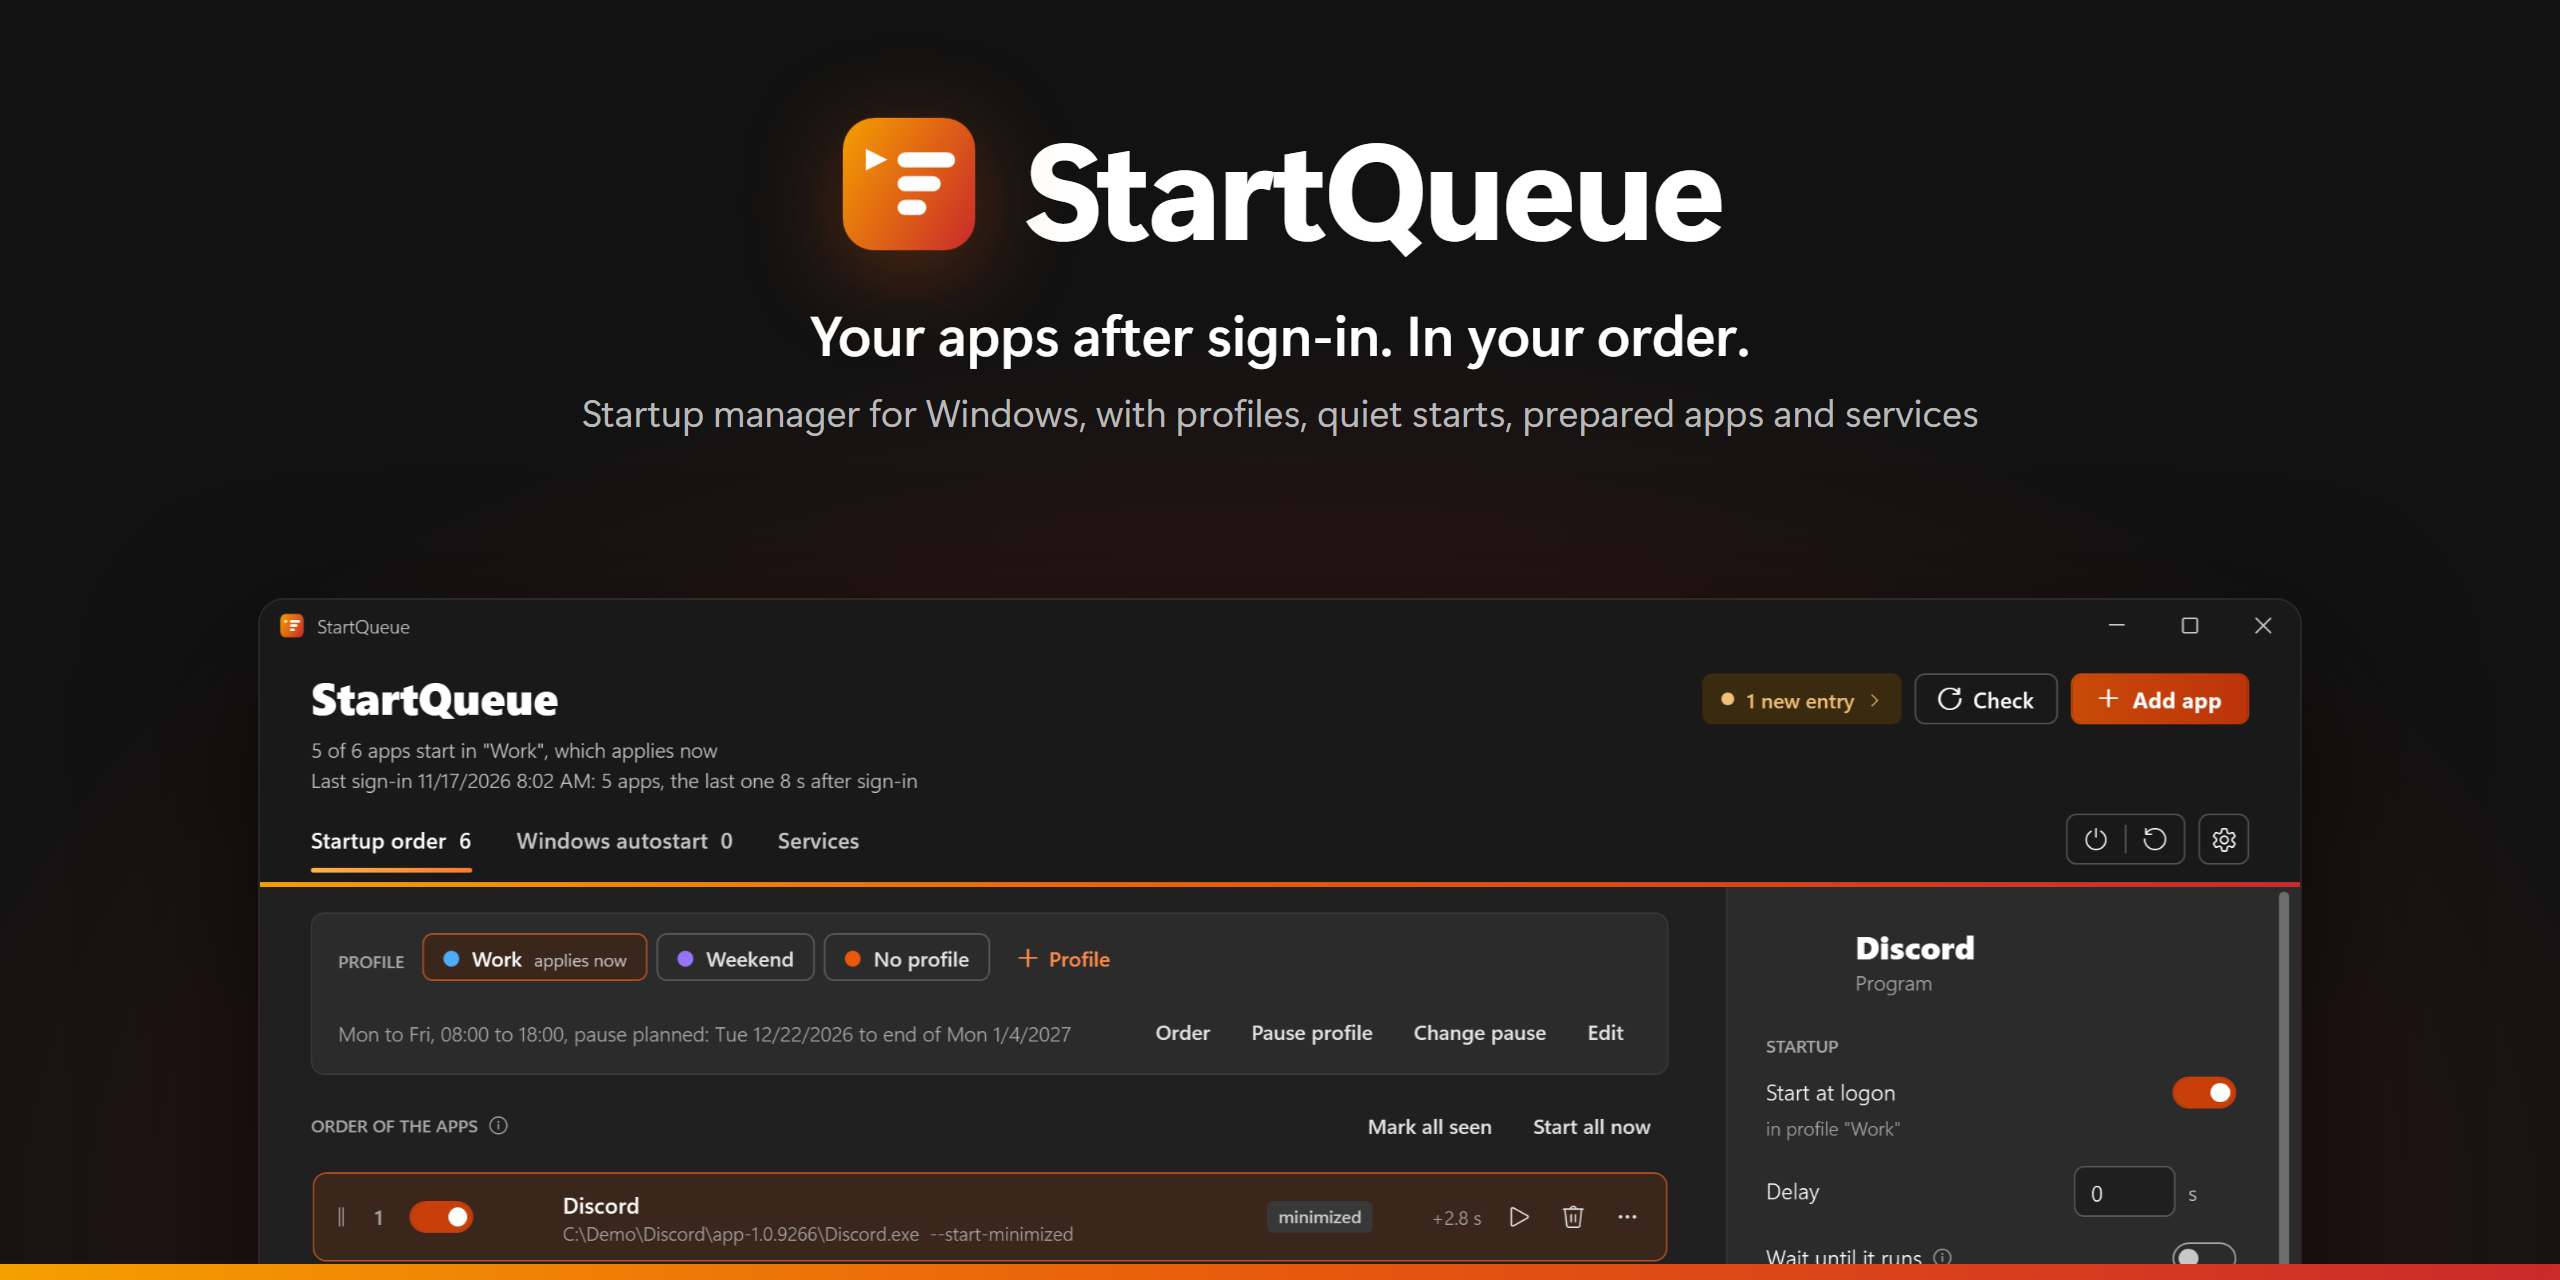 StartQueue
Your apps after sign-in. In your order.
Startup manager for Windows, with profiles, quiet starts, prepared apps and services
StartQueue
StartQueue
1 new entry
Check
Add app
5 of 6 apps start in "Work", which applies now
Last sign-in 11/17/2026 8:02 AM: 5 apps, the last one 8 s after sign-in
Startup order 6
Windows autostart 0
Services
PROFILE
Work applies now
Weekend
No profile
+ Profile
Mon to Fri, 08:00 to 18:00, pause planned: Tue 12/22/2026 to end of Mon 1/4/2027
Order
Pause profile
Change pause
Edit
ORDER OF THE APPS
Mark all seen
Start all now
1
Discord
C:\Demo\Discord\app-1.0.9266\Discord.exe --start-minimized
minimized
+2.8 s
Discord
Program
STARTUP
Start at logon
in profile "Work"
Delay
0 s
Wait until it runs